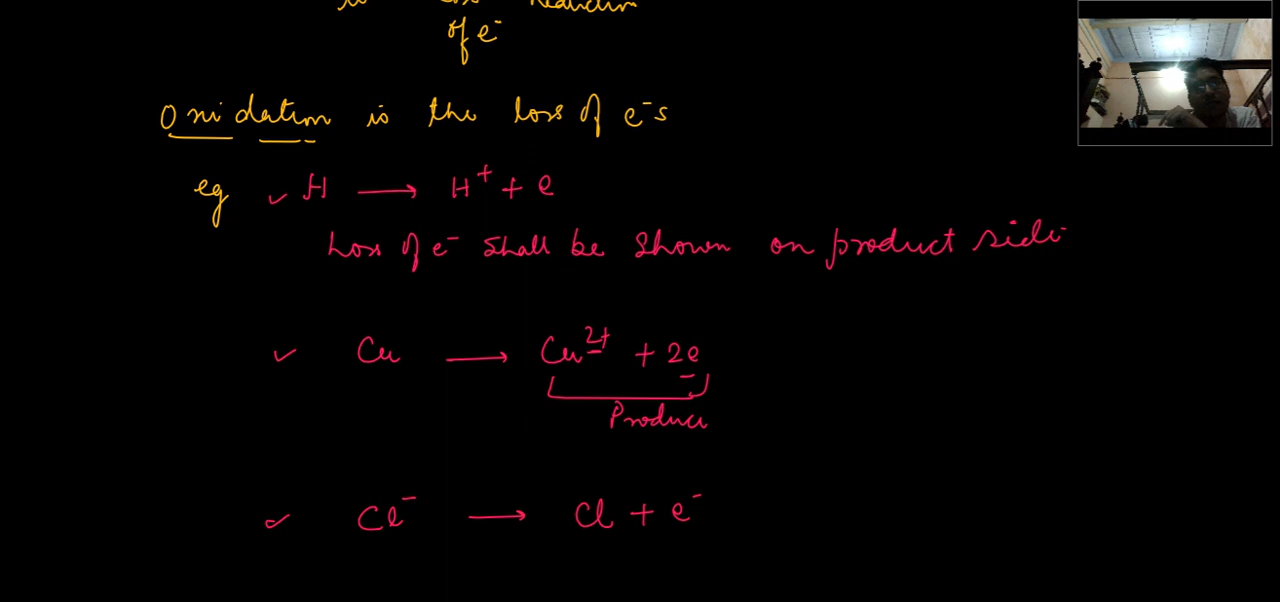 of e⁻
Oxidation is the loss of e⁻s
eg ✓ H ⟶ H⁺ + e
Loss of e⁻ shall be shown on product side
✓ Cu ⟶ Cu²⁺ + 2e⁻
Produce
Cl⁻ ⟶ Cl + e⁻